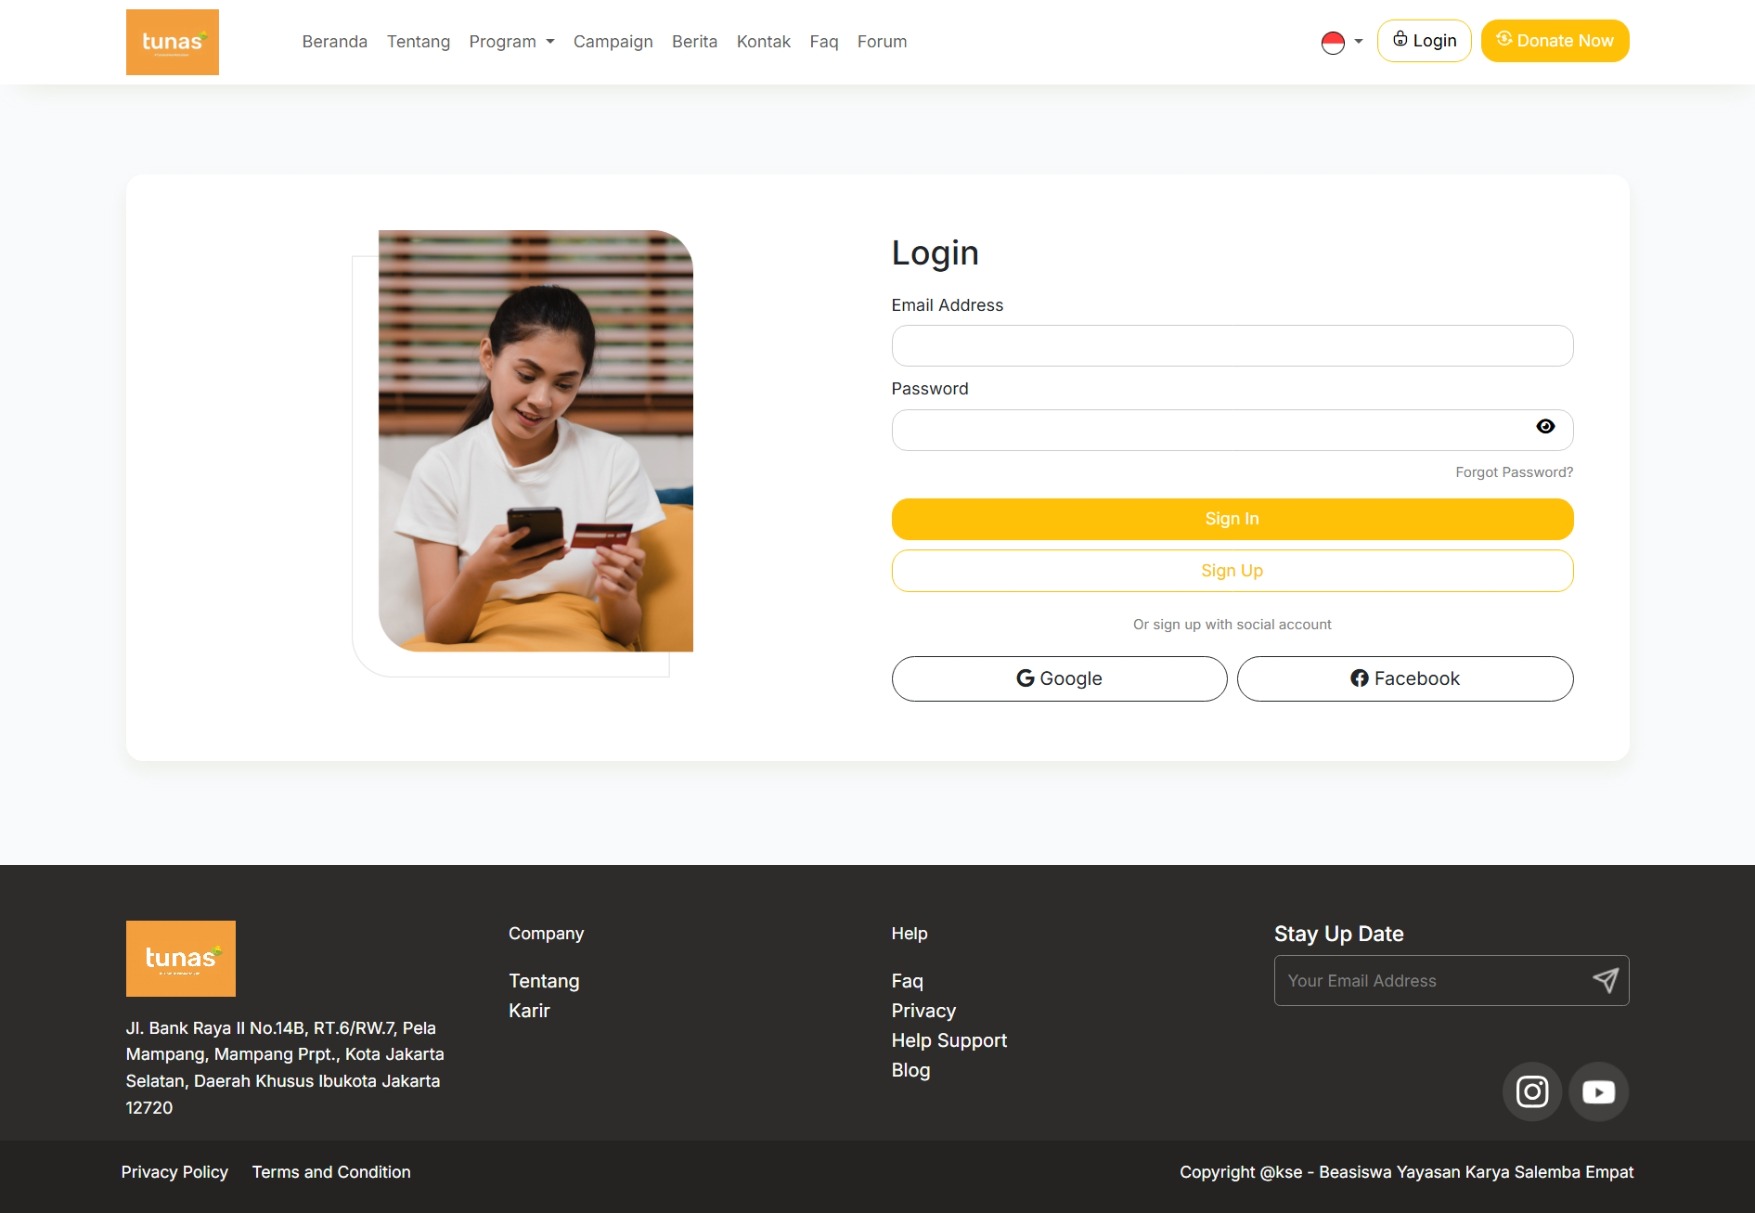 tunas
Beranda Tentang Program Campaign Berita Kontak Faq Forum
Login
Donate Now
Login
Email Address
Password
Forgot Password?
Sign In
Sign Up
Or sign up with social account
Google
Facebook
tunas
Jl. Bank Raya II No.14B, RT.6/RW.7, Pela
Mampang, Mampang Prpt., Kota Jakarta
Selatan, Daerah Khusus Ibukota Jakarta
12720
Company
Tentang
Karir
Help
Faq
Privacy
Help Support
Blog
Stay Up Date
Your Email Address
Privacy Policy Terms and Condition
Copyright @kse - Beasiswa Yayasan Karya Salemba Empat